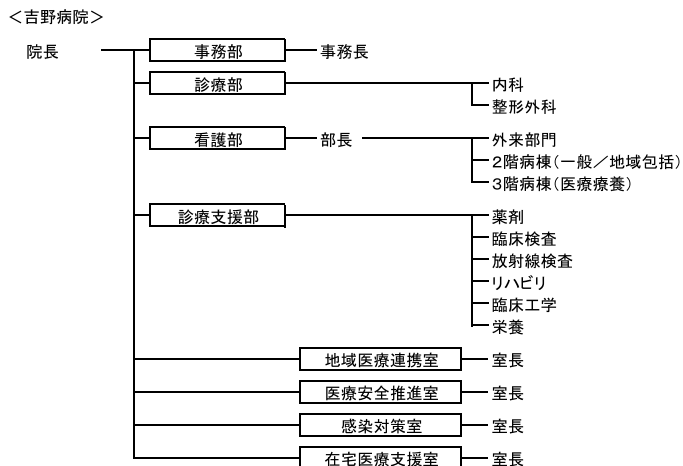 ＜吉野病院＞
院長 事務部 事務長
診療部 内科
整形外科
看護部 部長 外来部門
２階病棟（一般／地域包括）
３階病棟（医療療養）
診療支援部 薬剤
臨床検査
放射線検査
リハビリ
臨床工学
栄養
地域医療連携室 室長
医療安全推進室 室長
感染対策室 室長
在宅医療支援室 室長